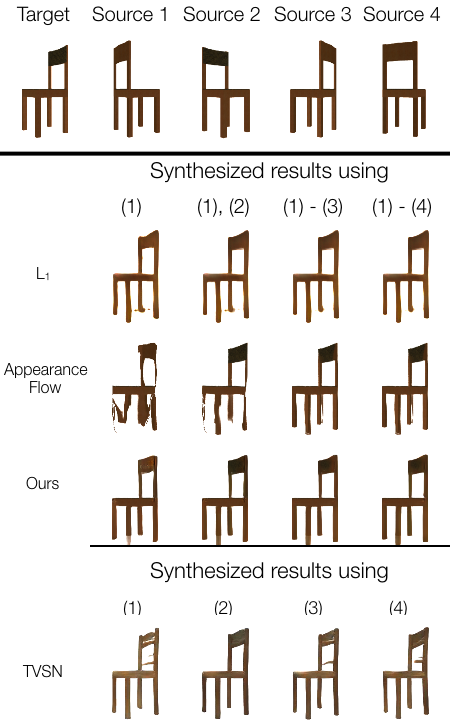 Target Source 1 Source 2 Source 3 Source 4
Synthesized results using
(1) (1), (2) (1) - (3) (1) - (4)
L₁
Appearance
Flow
Ours
Synthesized results using
(1) (2) (3) (4)
TVSN